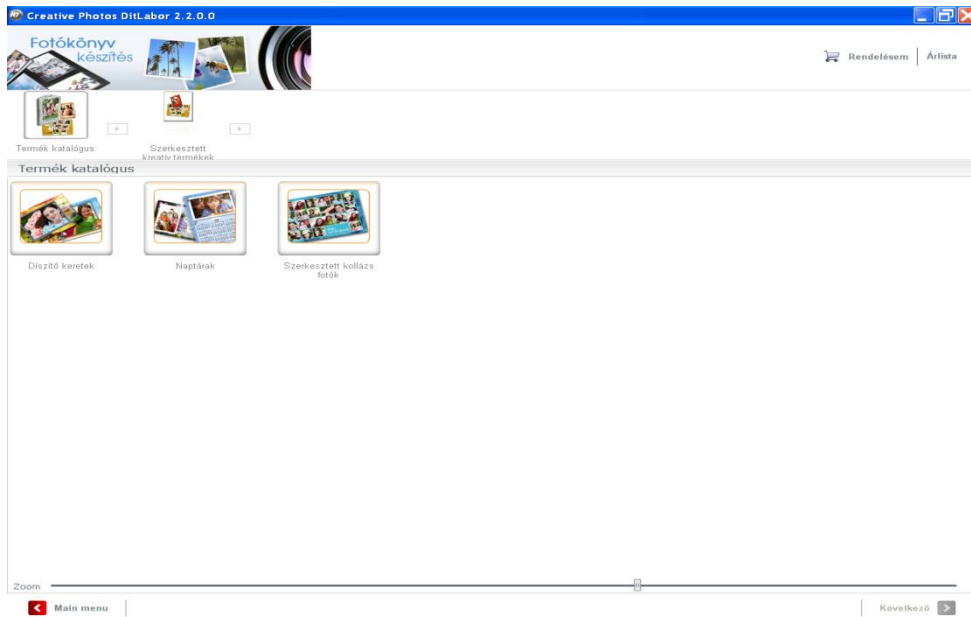 Creative Photos DitLabor 2.2.0.0
Fotókönyv
készítés
Rendelésem
Árlista
Termék katalógus
Szerkesztett
kreatív termékek
Termék katalógus
Díszítő keretek
Naptárak
Szerkesztett kollázs
fotók
Zoom
Main menu
Következő